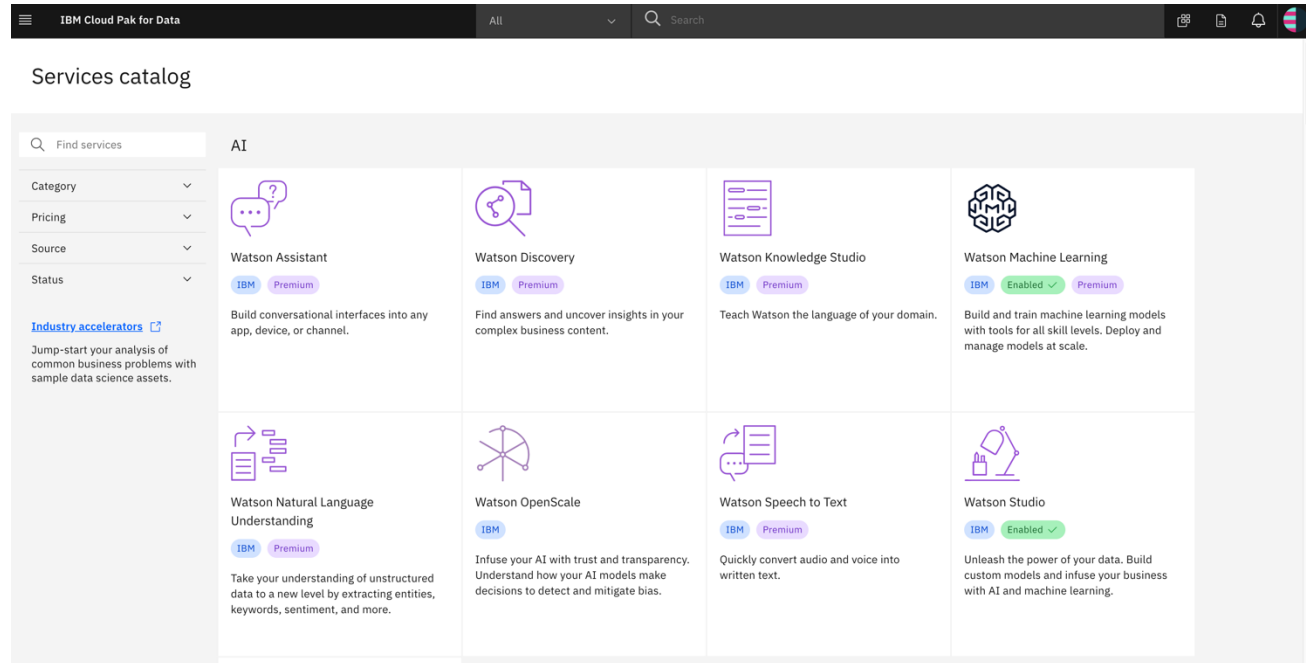 IBM Cloud Pak for Data
All
Search
Services catalog
Find services
Category
Pricing
Source
Status
Industry accelerators
Jump-start your analysis of
common business problems with
sample data science assets.
AI
Watson Assistant
IBM Premium
Build conversational interfaces into any
app, device, or channel.
Watson Discovery
IBM Premium
Find answers and uncover insights in your
complex business content.
Watson Knowledge Studio
IBM Premium
Teach Watson the language of your domain.
Watson Machine Learning
IBM Enabled Premium
Build and train machine learning models
with tools for all skill levels. Deploy and
manage models at scale.
Watson Natural Language
Understanding
IBM Premium
Take your understanding of unstructured
data to a new level by extracting entities,
keywords, sentiment, and more.
Watson OpenScale
IBM
Infuse your AI with trust and transparency.
Understand how your AI models make
decisions to detect and mitigate bias.
Watson Speech to Text
IBM Premium
Quickly convert audio and voice into
written text.
Watson Studio
IBM Enabled
Unleash the power of your data. Build
custom models and infuse your business
with AI and machine learning.